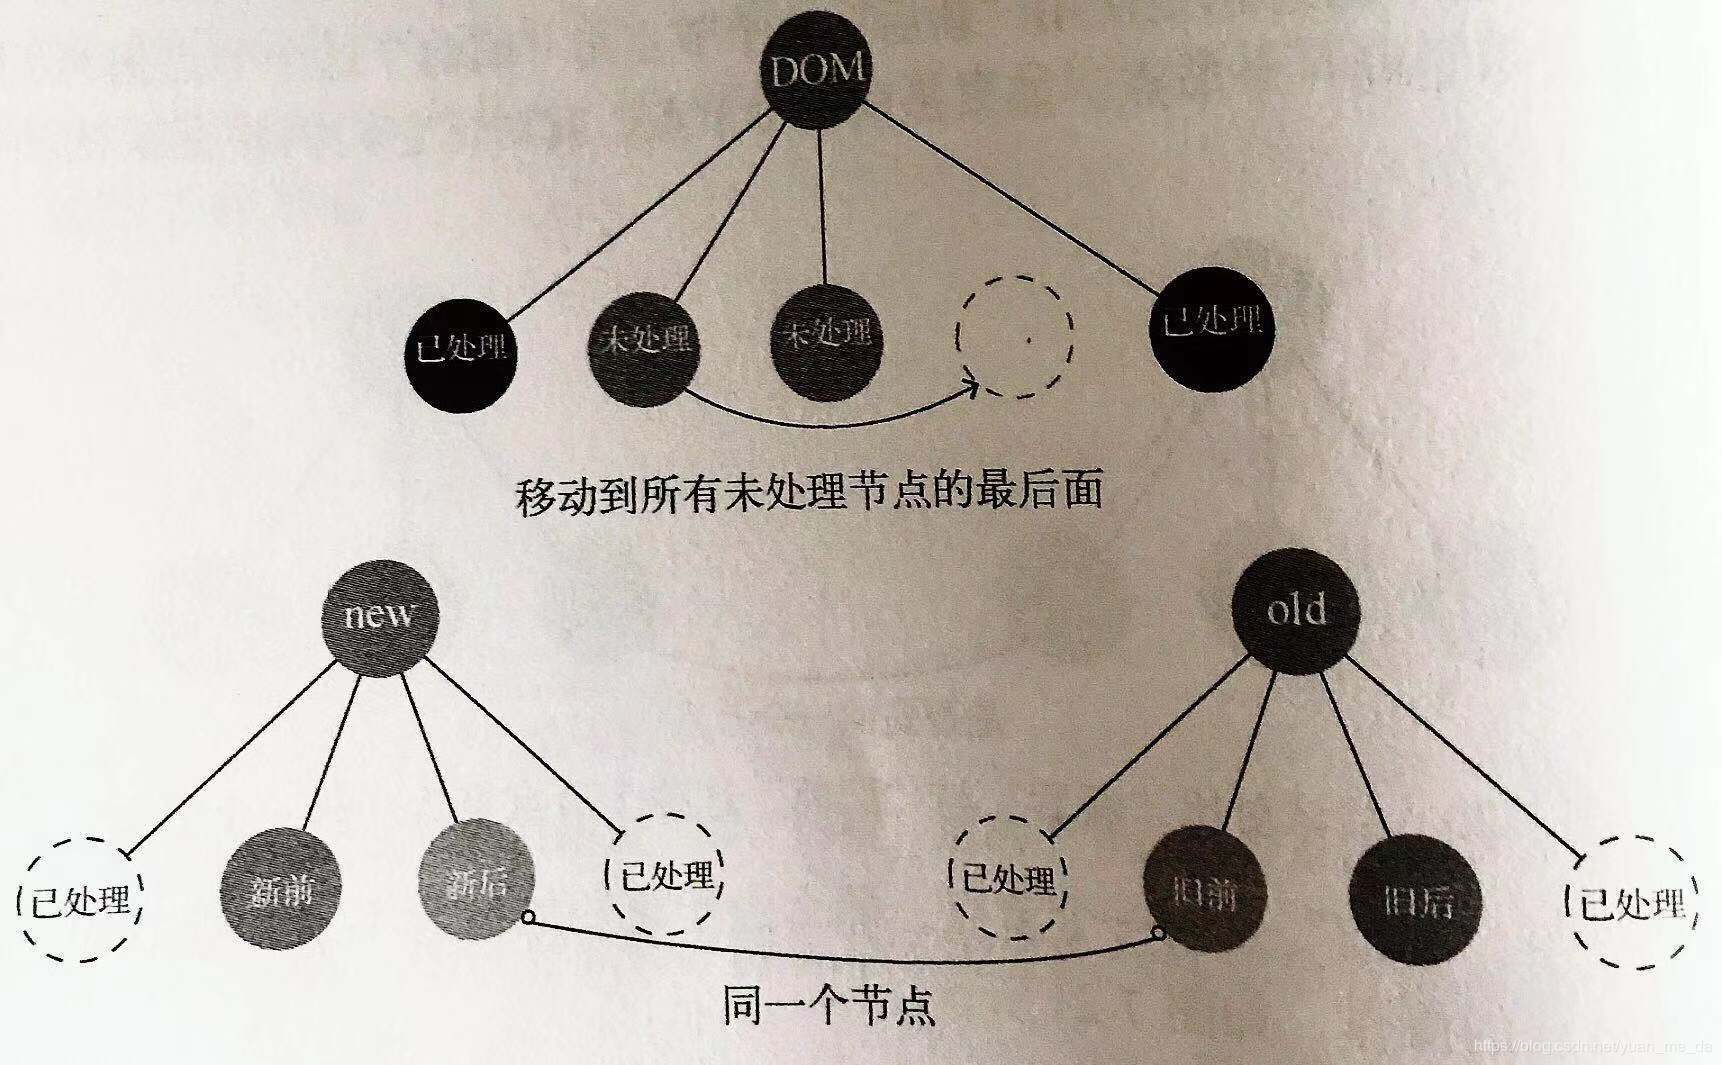 DOM
已处理
未处理
未处理
已处理
移动到所有未处理节点的最后面
new
old
已处理
新前
新后
已处理
已处理
旧前
旧后
已处理
同一个节点
https://blog.csdn.net/yuan_me_da